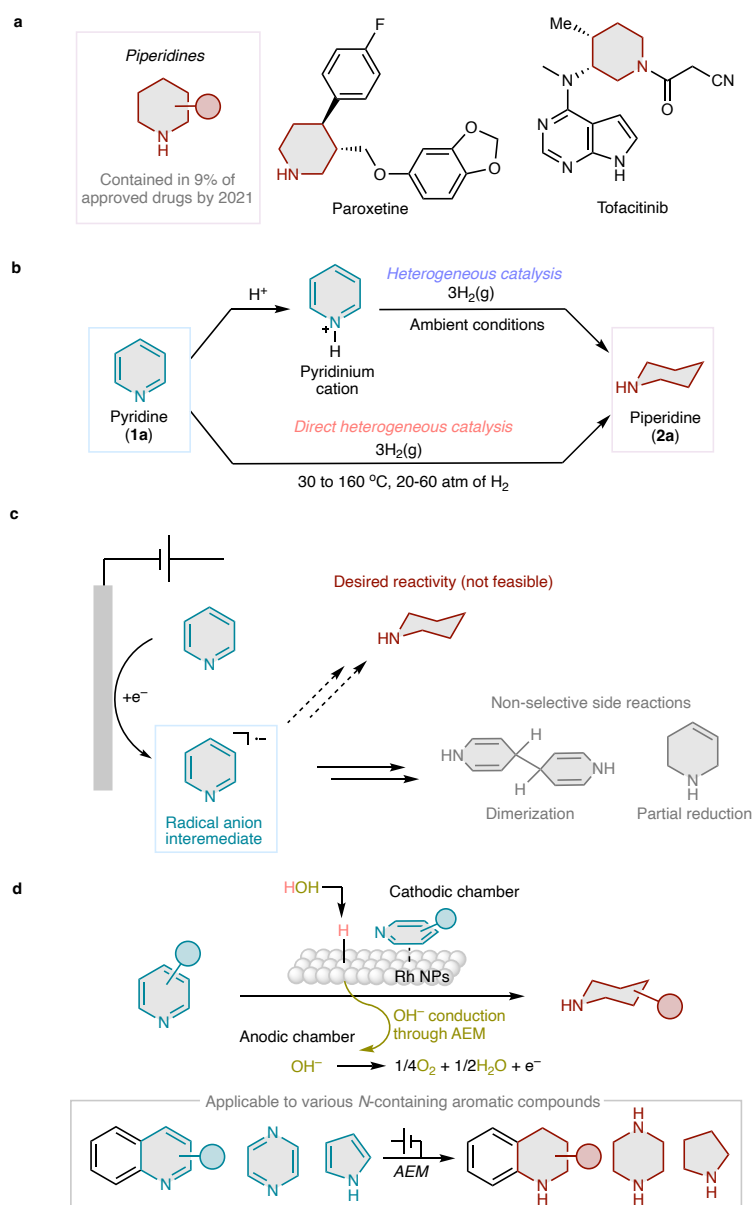 a
Piperidines
N
H
Contained in 9% of
approved drugs by 2021
F
HN
O
O
O
Paroxetine
Me
N
N
O
CN
N
N
N
H
Tofacitinib
b
Pyridine
(1a)
N
H+
N
+
H
Pyridinium
cation
Heterogeneous catalysis
3H2(g)
Ambient conditions
Direct heterogeneous catalysis
3H2(g)
30 to 160 oC, 20-60 atm of H2
HN
Piperidine
(2a)
c
N
+e−
N
•−
Radical anion
interemediate
Desired reactivity (not feasible)
HN
Non-selective side reactions
HN
H
H
NH
Dimerization
N
H
Partial reduction
d
N
HOH
H
Cathodic chamber
N
Rh NPs
OH− conduction
through AEM
Anodic chamber
OH− 1/4O2 + 1/2H2O + e−
HN
Applicable to various N-containing aromatic compounds
N
N
N
N
H
AEM
N
H
H
N
N
H
N
H